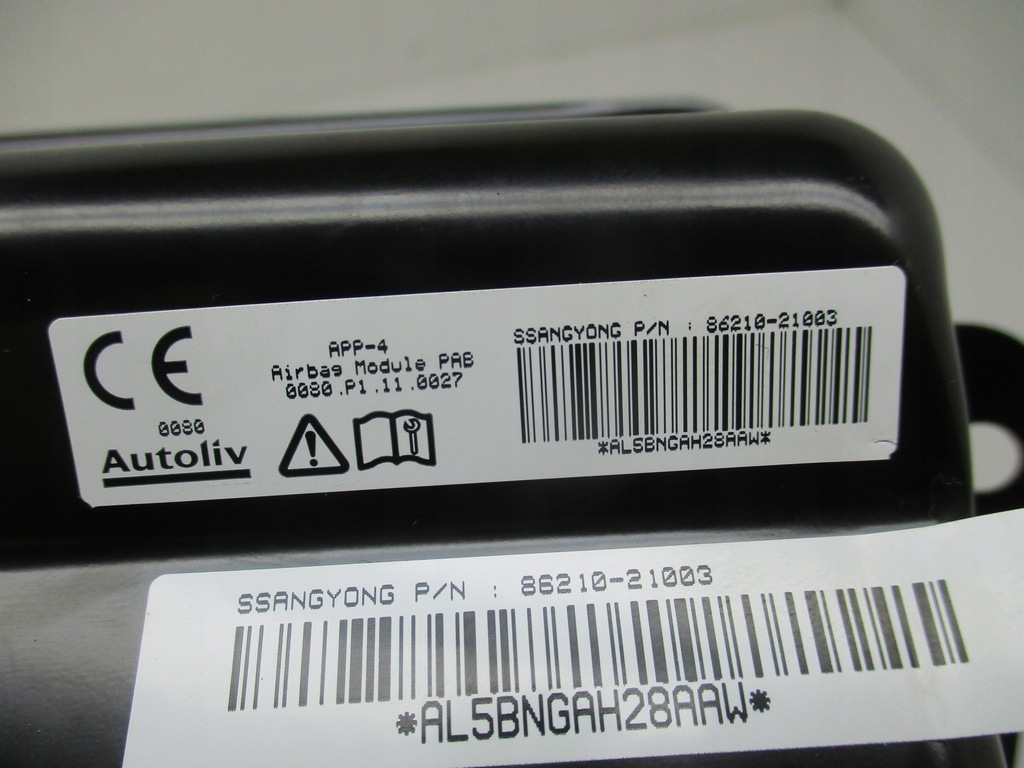 CE
0080
Autoliv
APP-4
Airbag Module PAB
0080.P1.11.0027
SSANGYONG P/N : 86210-21003
*AL5BNGAH28AAW*
SSANGYONG P/N : 86210-21003
*AL5BNGAH28AAW*